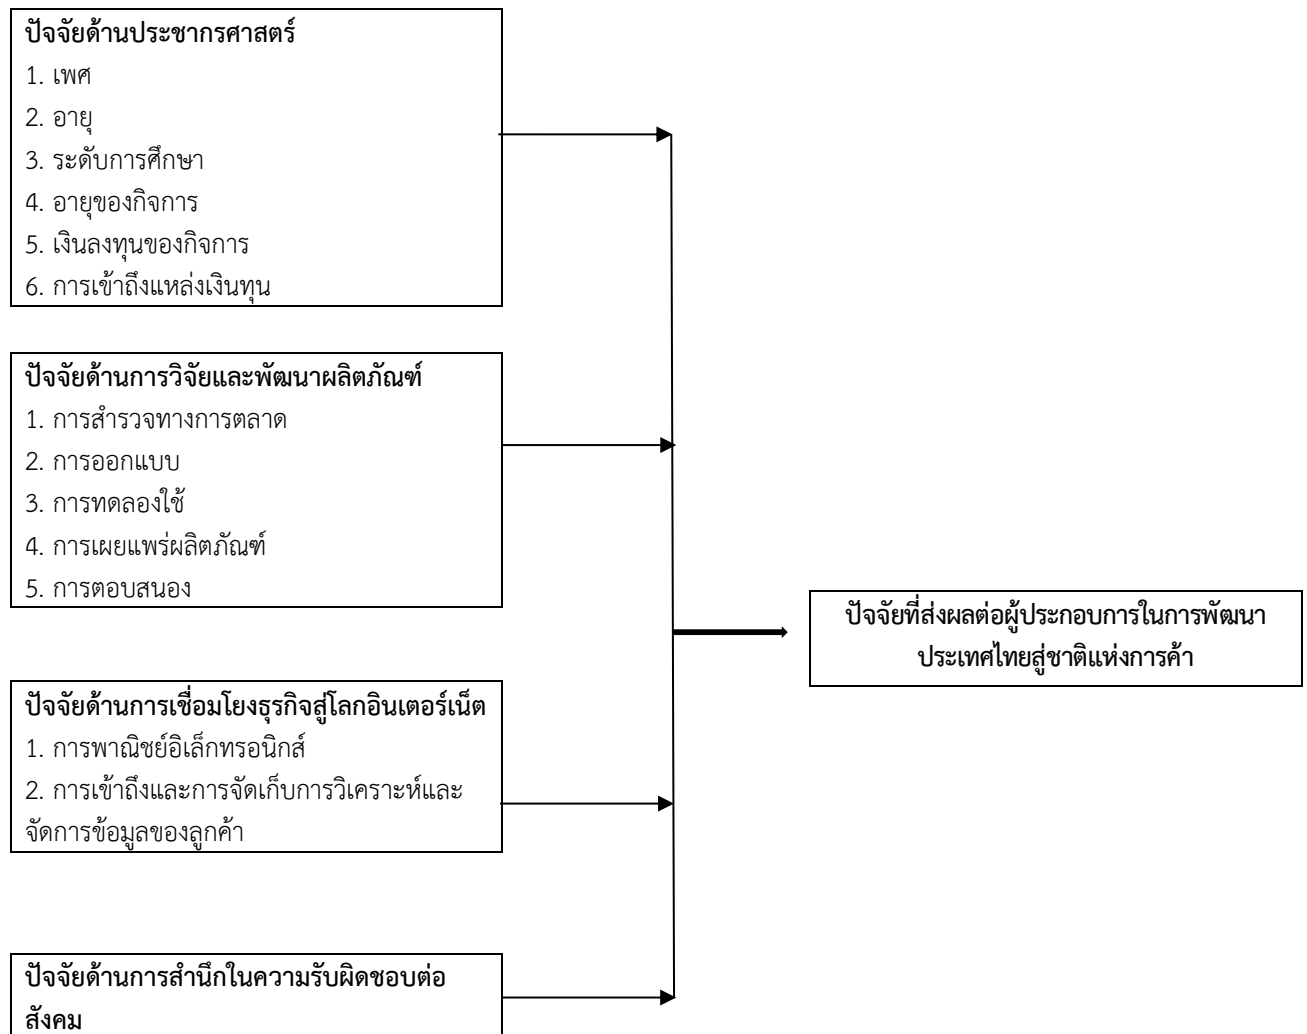 ปัจจัยด้านประชากรศาสตร์
1. เพศ
2. อายุ
3. ระดับการศึกษา
4. อายุของกิจการ
5. เงินลงทุนของกิจการ
6. การเข้าถึงแหล่งเงินทุน
ปัจจัยด้านการวิจัยและพัฒนาผลิตภัณฑ์
1. การสำรวจทางการตลาด
2. การออกแบบ
3. การทดลองใช้
4. การเผยแพร่ผลิตภัณฑ์
5. การตอบสนอง
ปัจจัยด้านการเชื่อมโยงธุรกิจสู่โลกอินเตอร์เน็ต
1. การพาณิชย์อิเล็กทรอนิกส์
2. การเข้าถึงและการจัดเก็บการวิเคราะห์และ
จัดการข้อมูลของลูกค้า
ปัจจัยด้านการสำนึกในความรับผิดชอบต่อ
สังคม
ปัจจัยที่ส่งผลต่อผู้ประกอบการในการพัฒนา
ประเทศไทยสู่ชาติแห่งการค้า